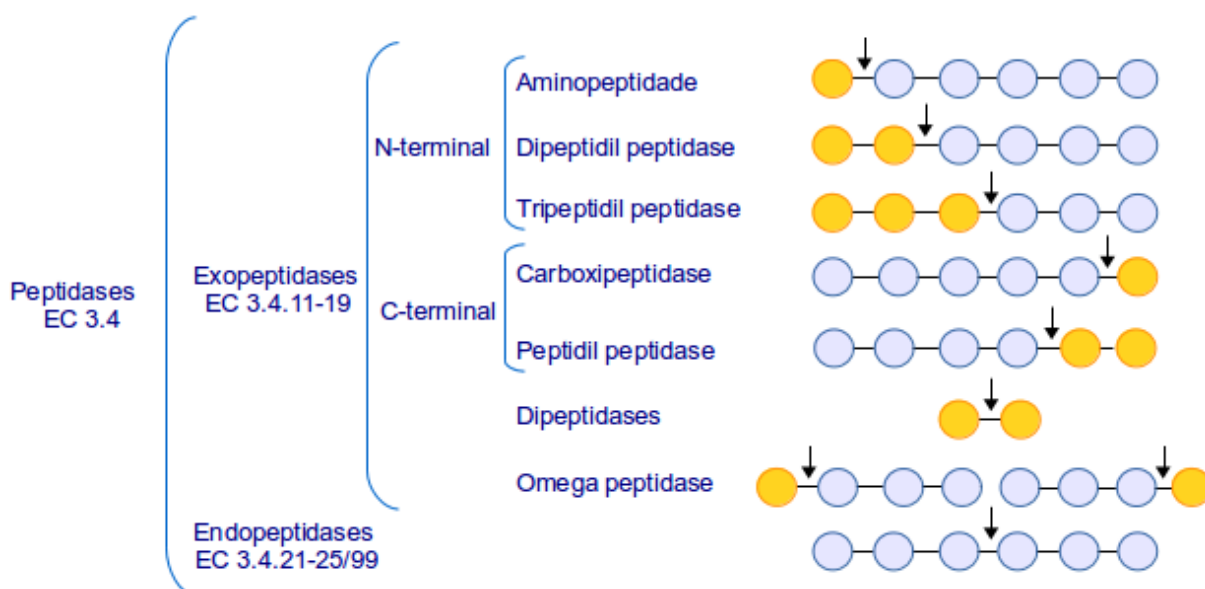 Peptidases
EC 3.4
Exopeptidases
EC 3.4.11-19
N-terminal
Aminopeptidade
Dipeptidil peptidase
Tripeptidil peptidase
C-terminal
Carboxipeptidase
Peptidil peptidase
Dipeptidases
Omega peptidase
Endopeptidases
EC 3.4.21-25/99